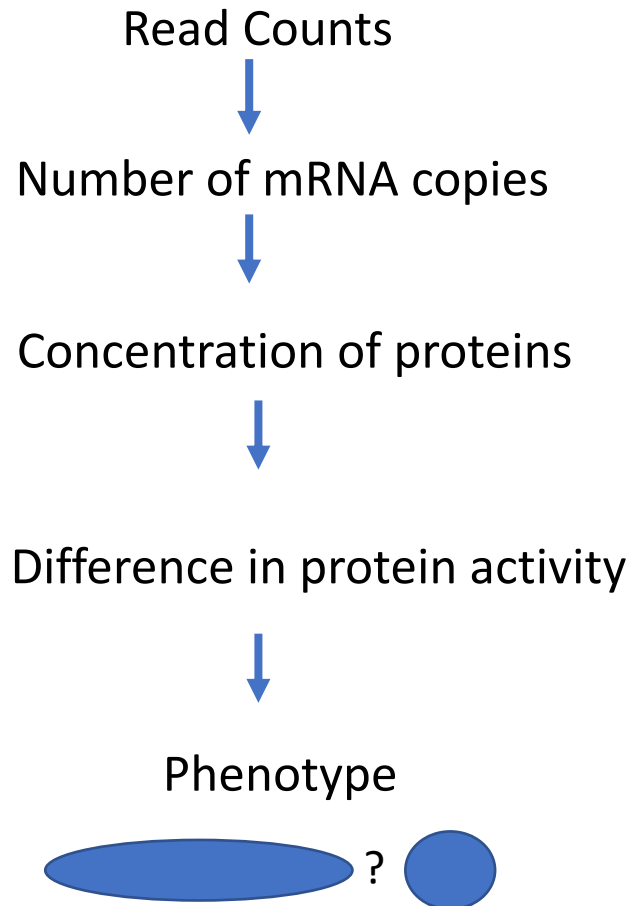 Read Counts
Number of mRNA copies
Concentration of proteins
Difference in protein activity
Phenotype
?